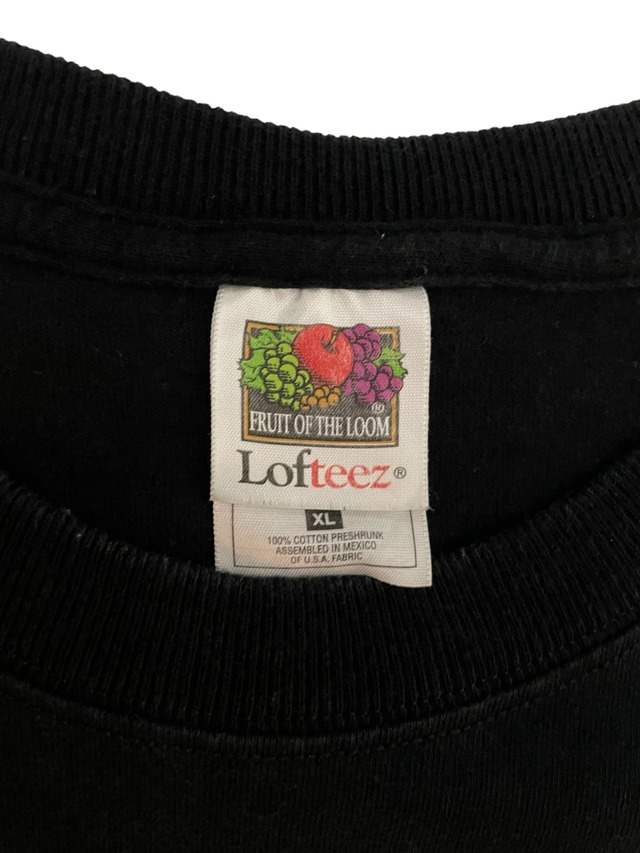 ®
FRUIT OF THE LOOM
Lofteez®
XL
100% COTTON PRESHRUNK
ASSEMBLED IN MEXICO
OF U.S.A. FABRIC